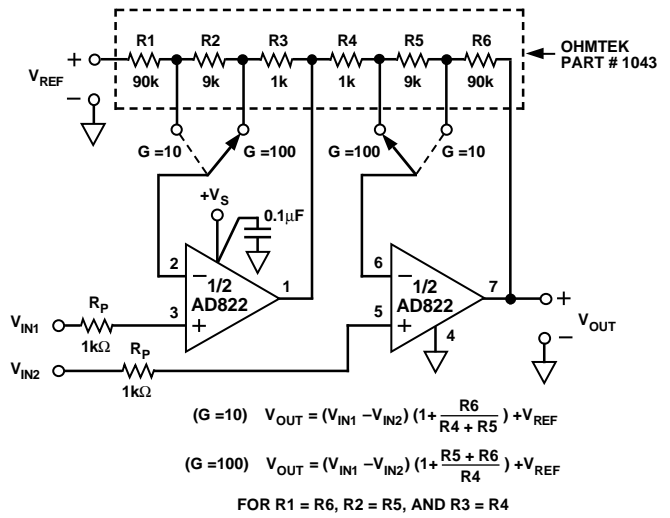 R1 R2 R3 R4 R5 R6
90k 9k 1k 1k 9k 90k
OHMTEK
PART # 1043
+
V_REF
−
G =10
G =100
G =100
G =10
+V_S
0.1µF
2
−
1/2
AD822
1
3
+
6
−
1/2
AD822
7
5
+
4
R_P
V_IN1
1kΩ
R_P
V_IN2
1kΩ
+
V_OUT
−
(G =10) V_OUT = (V_IN1 –V_IN2) (1+ R6 / R4 + R5) +V_REF
(G =100) V_OUT = (V_IN1 –V_IN2) (1+ R5 + R6 / R4) +V_REF
FOR R1 = R6, R2 = R5, AND R3 = R4